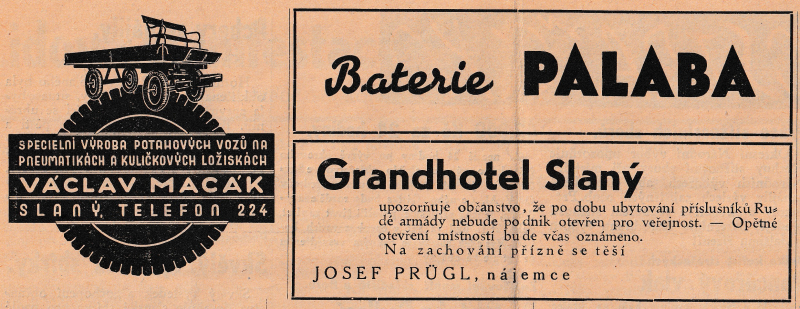 SPECIELNÍ VÝROBA POTAHOVÝCH VOZŮ NA
PNEUMATIKÁCH A KULIČKOVÝCH LOŽISKÁCH
VÁCLAV MACÁK
SLANÝ, TELEFON 224
Baterie PALABA
Grandhotel Slaný
upozorňuje občanstvo, že po dobu ubytování příslušníků Ru-
dé armády nebude podnik otevřen pro veřejnost. — Opětné
otevření místností bude včas oznámeno.
Na zachování přízně se těší
JOSEF PRÜGL, nájemce